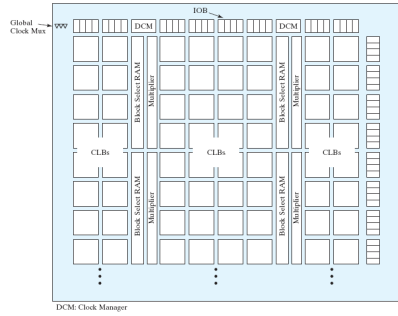 IOB
Global
Clock Mux
DCM
DCM
Block Select RAM
Multiplier
Block Select RAM
Multiplier
CLBs
CLBs
CLBs
Block Select RAM
Multiplier
Block Select RAM
Multiplier
DCM: Clock Manager